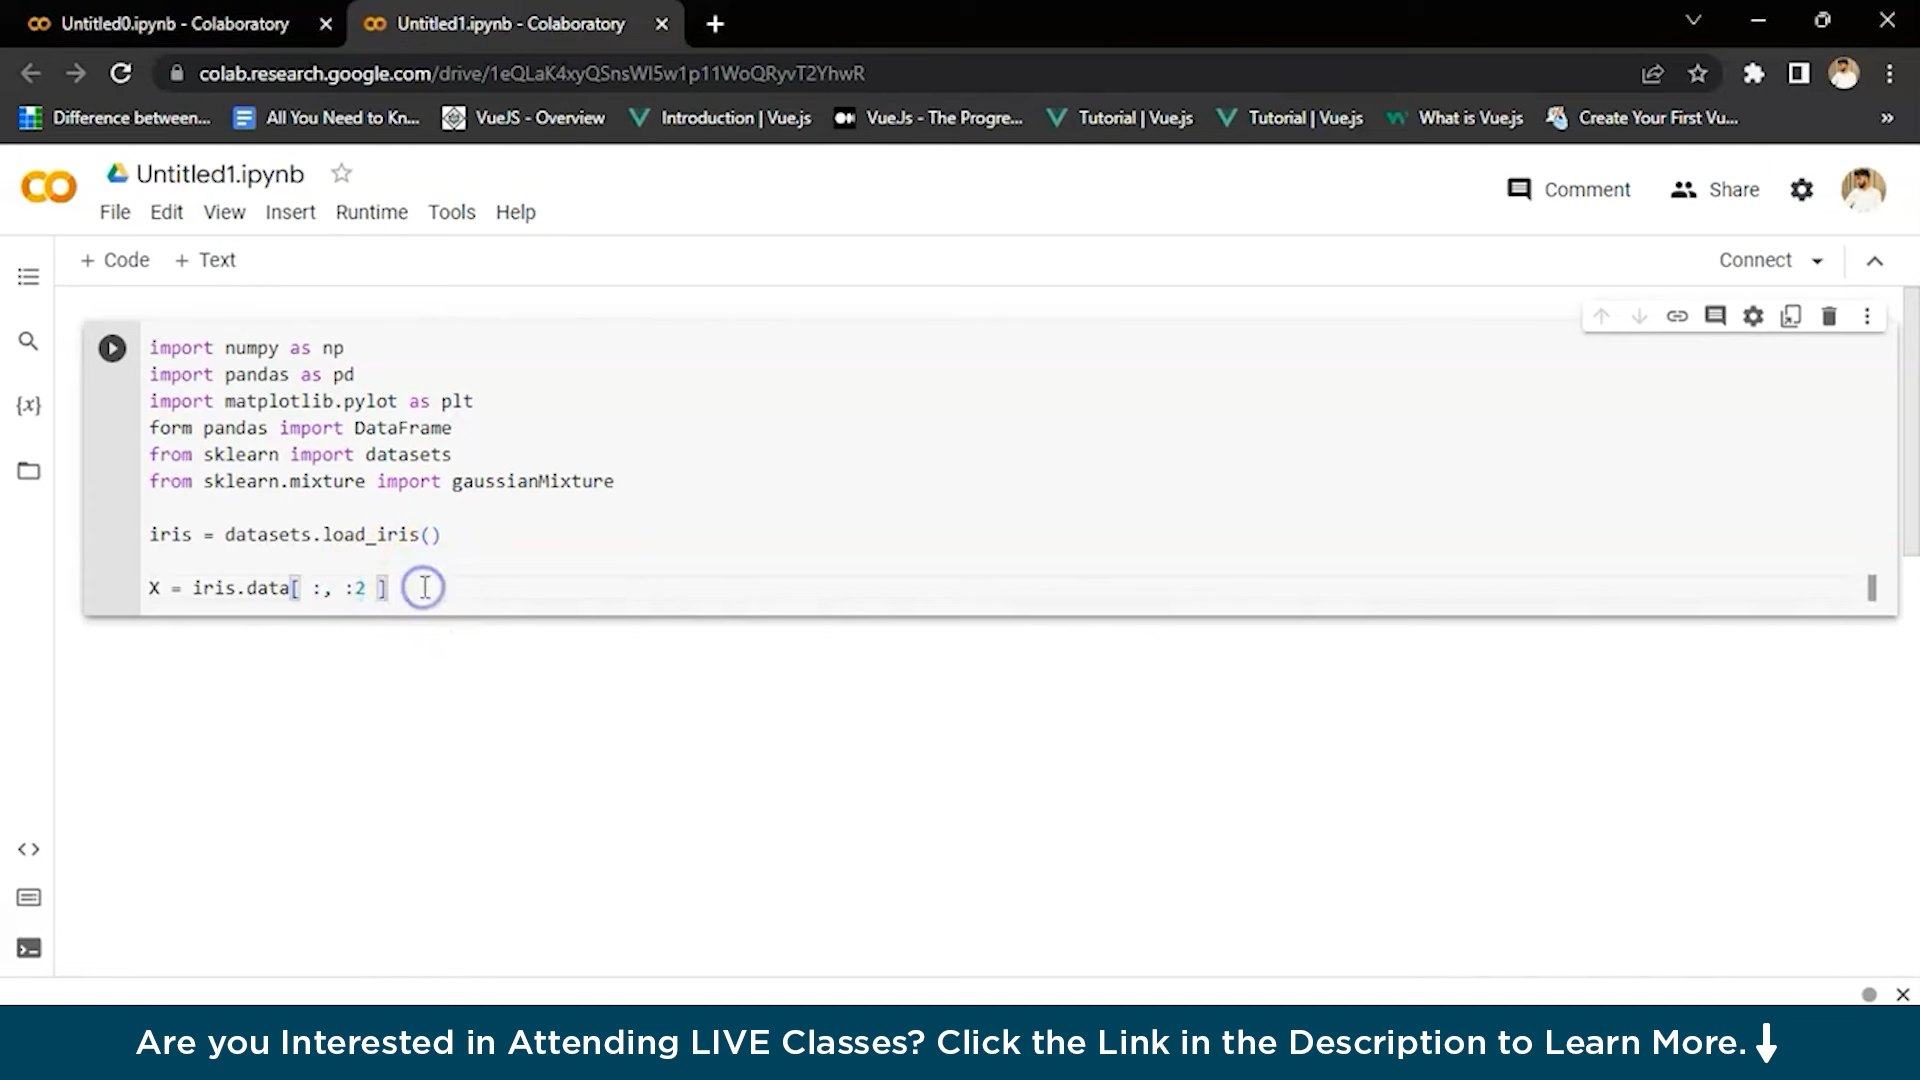 Untitled0.ipynb - Colaboratory
Untitled1.ipynb - Colaboratory
colab.research.google.com/drive/1eQLaK4xyQSnsWI5w1p11WoQRyvT2YhwR
Difference between...
All You Need to Kn...
VueJS - Overview
Introduction | Vue.js
VueJs - The Progre...
Tutorial | Vue.js
Tutorial | Vue.js
What is Vue.js
Create Your First Vu...
»
CO
Untitled1.ipynb
File Edit View Insert Runtime Tools Help
Comment
Share
+ Code + Text
Connect
{x}
import numpy as np
import pandas as pd
import matplotlib.pylot as plt
form pandas import DataFrame
from sklearn import datasets
from sklearn.mixture import gaussianMixture
iris = datasets.load_iris()
X = iris.data[ :, :2 ]
Are you Interested in Attending LIVE Classes? Click the Link in the Description to Learn More.